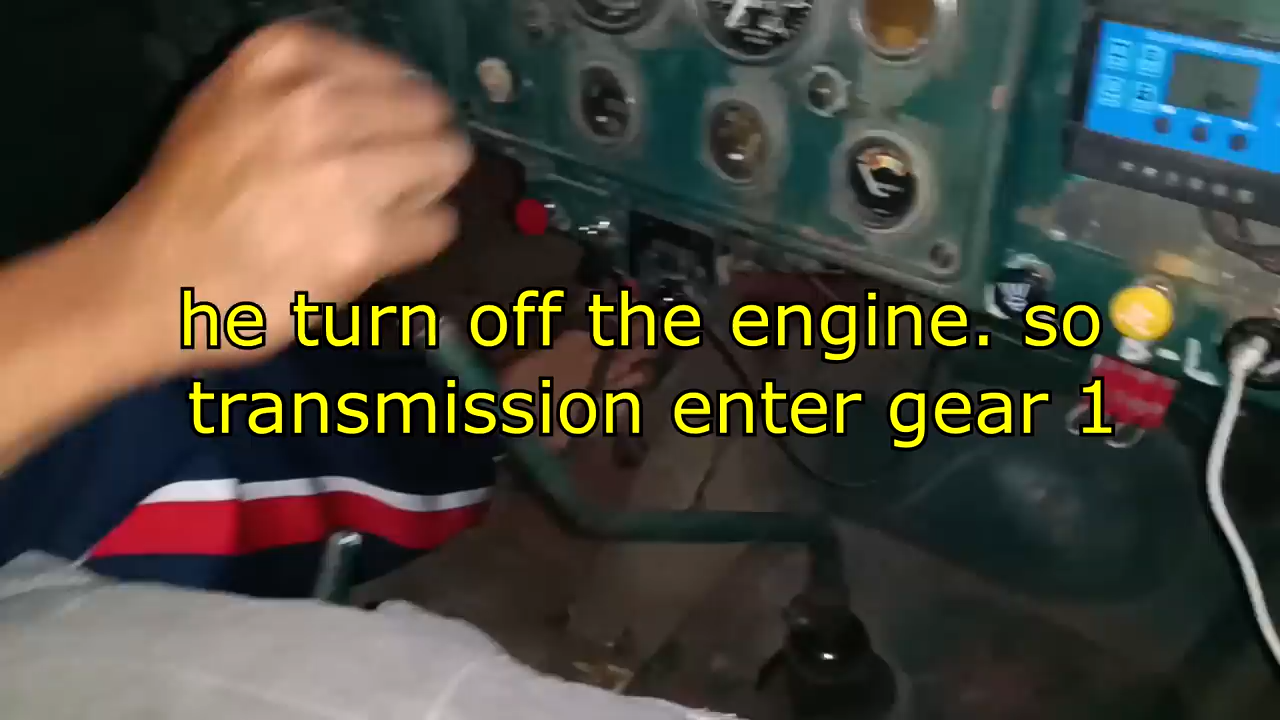 he turn off the engine. so
transmission enter gear 1